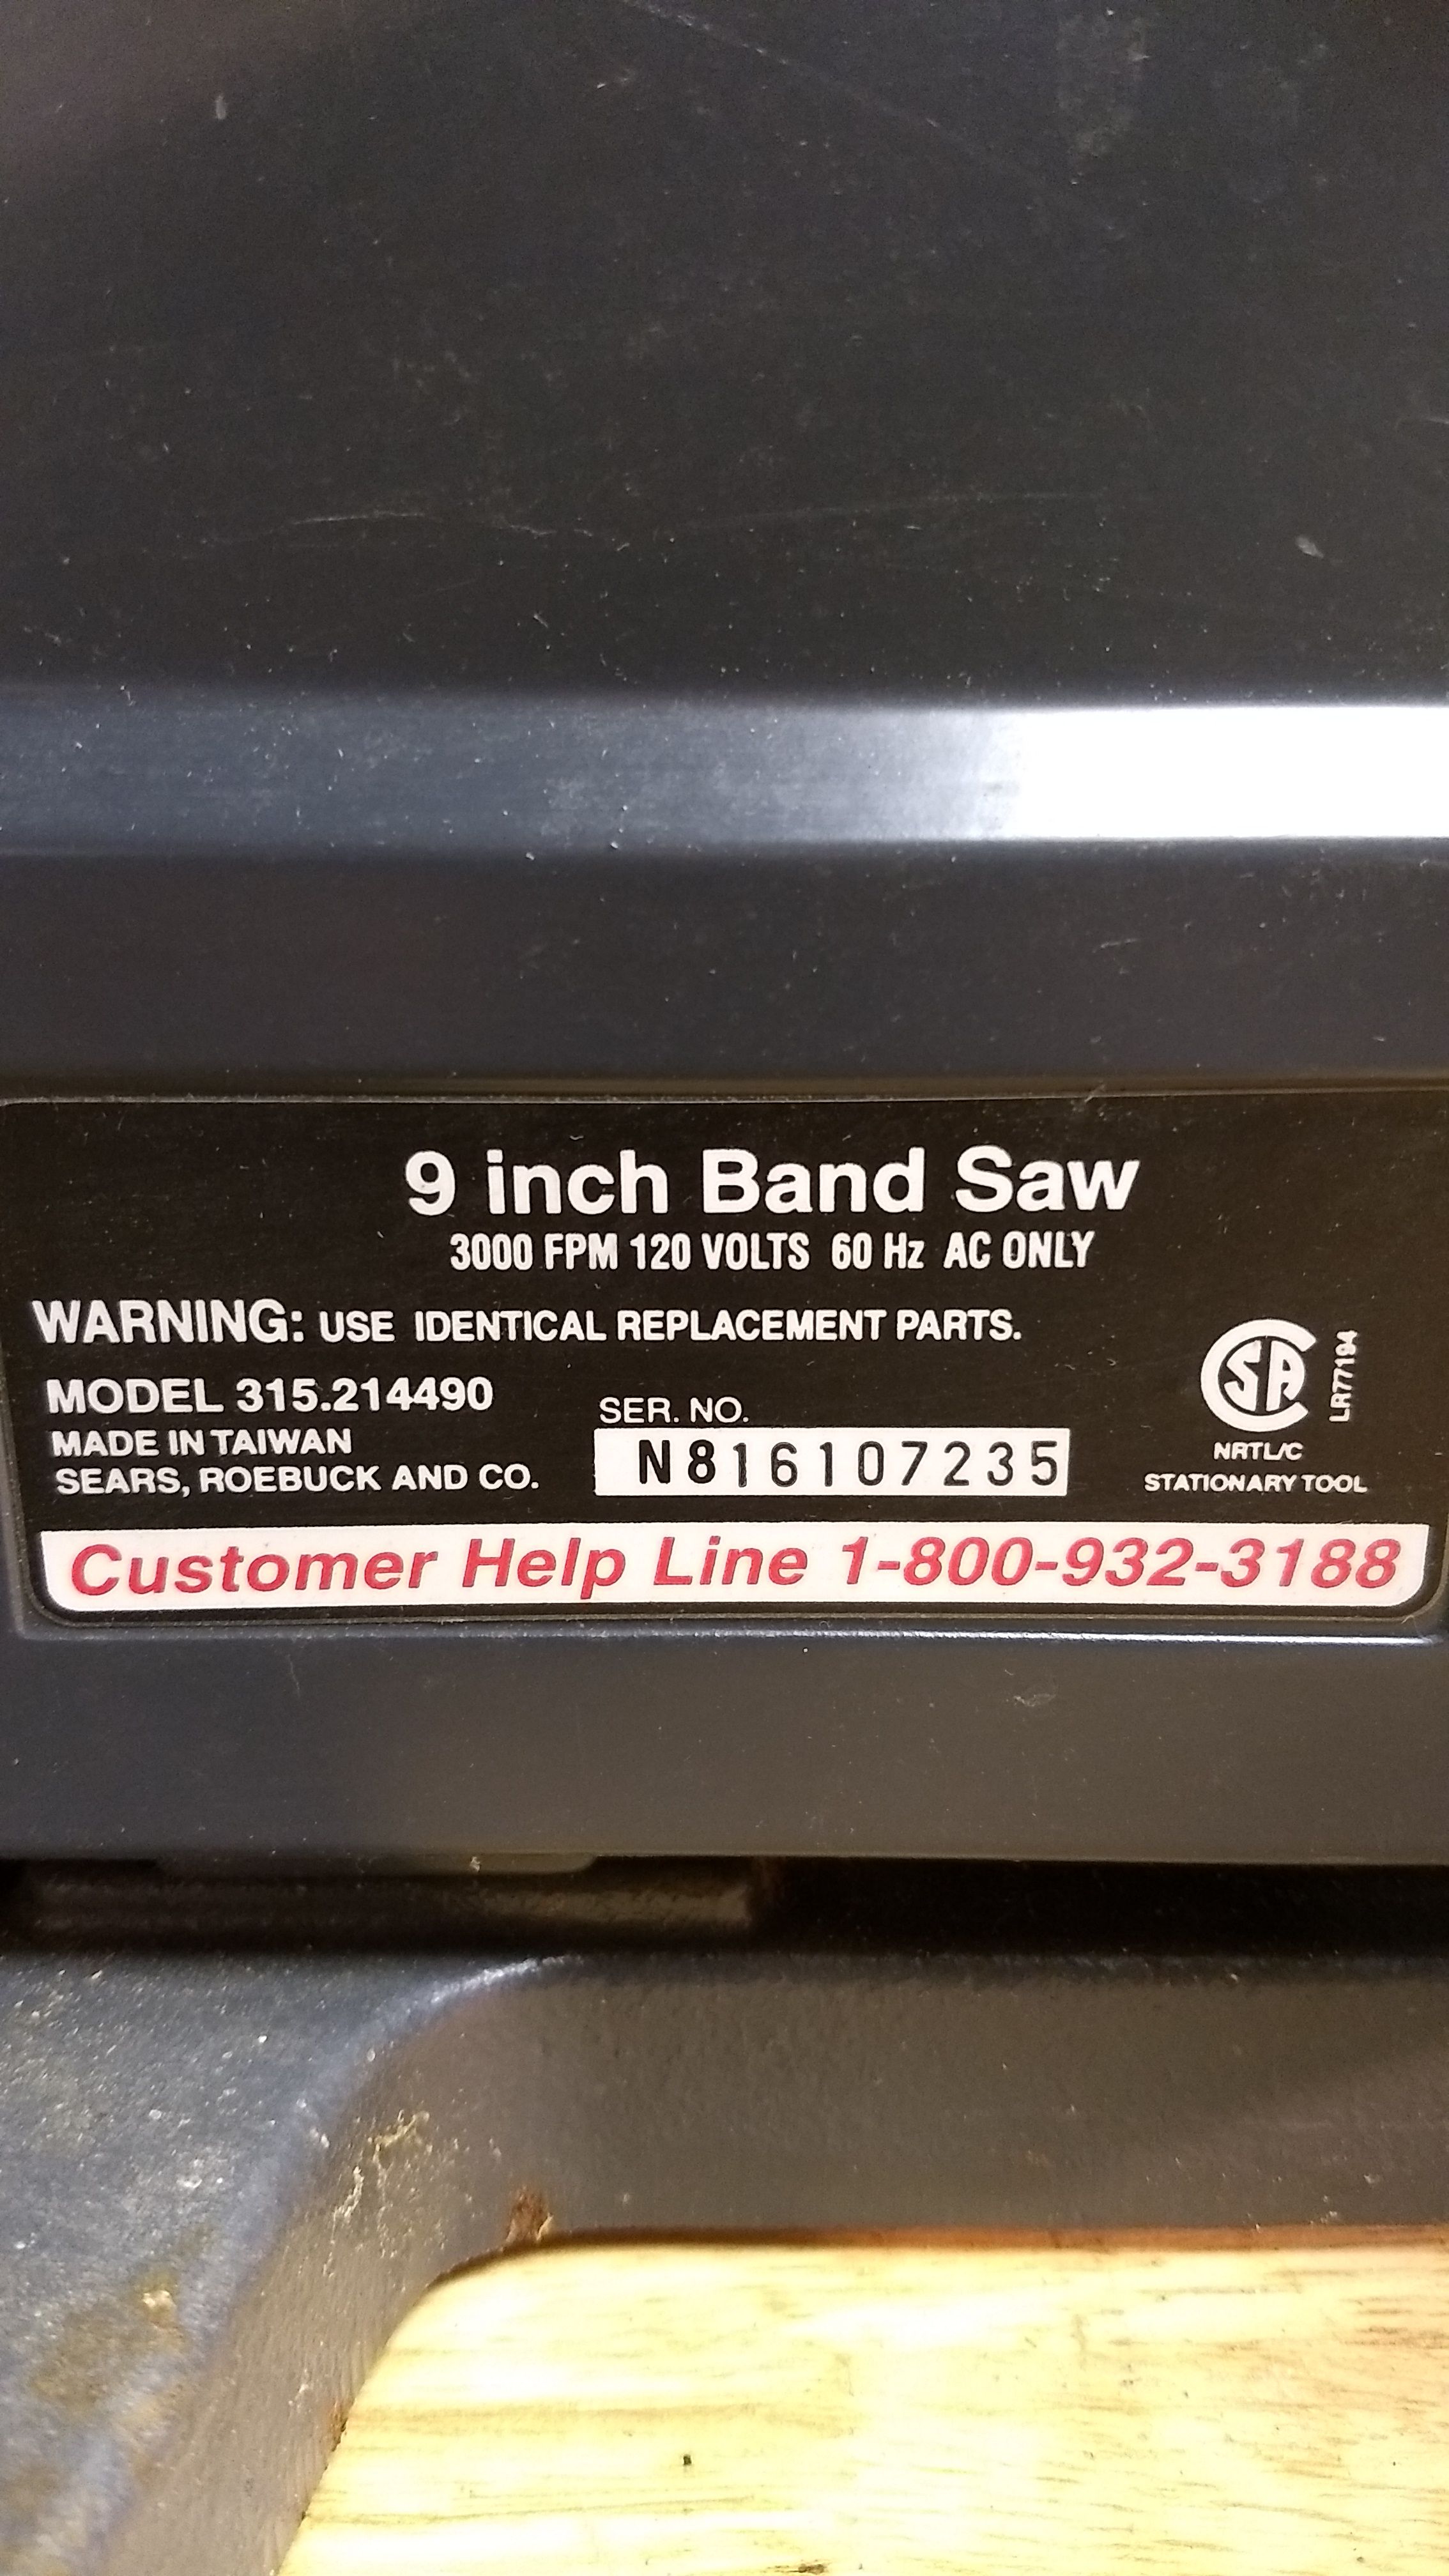 9 inch Band Saw
3000 FPM 120 VOLTS 60 Hz AC ONLY
WARNING: USE IDENTICAL REPLACEMENT PARTS.
MODEL 315.214490
MADE IN TAIWAN
SEARS, ROEBUCK AND CO.
SER. NO.
N816107235
SA
LR77194
NRTL/C
STATIONARY TOOL
Customer Help Line 1-800-932-3188